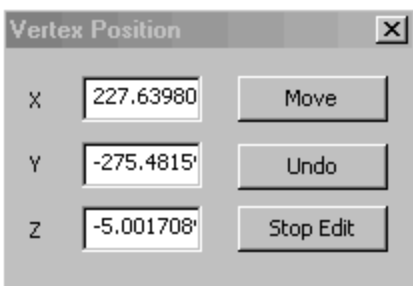 Vertex Position
X 227.63980 Move
Y -275.4815 Undo
Z -5.001708 Stop Edit